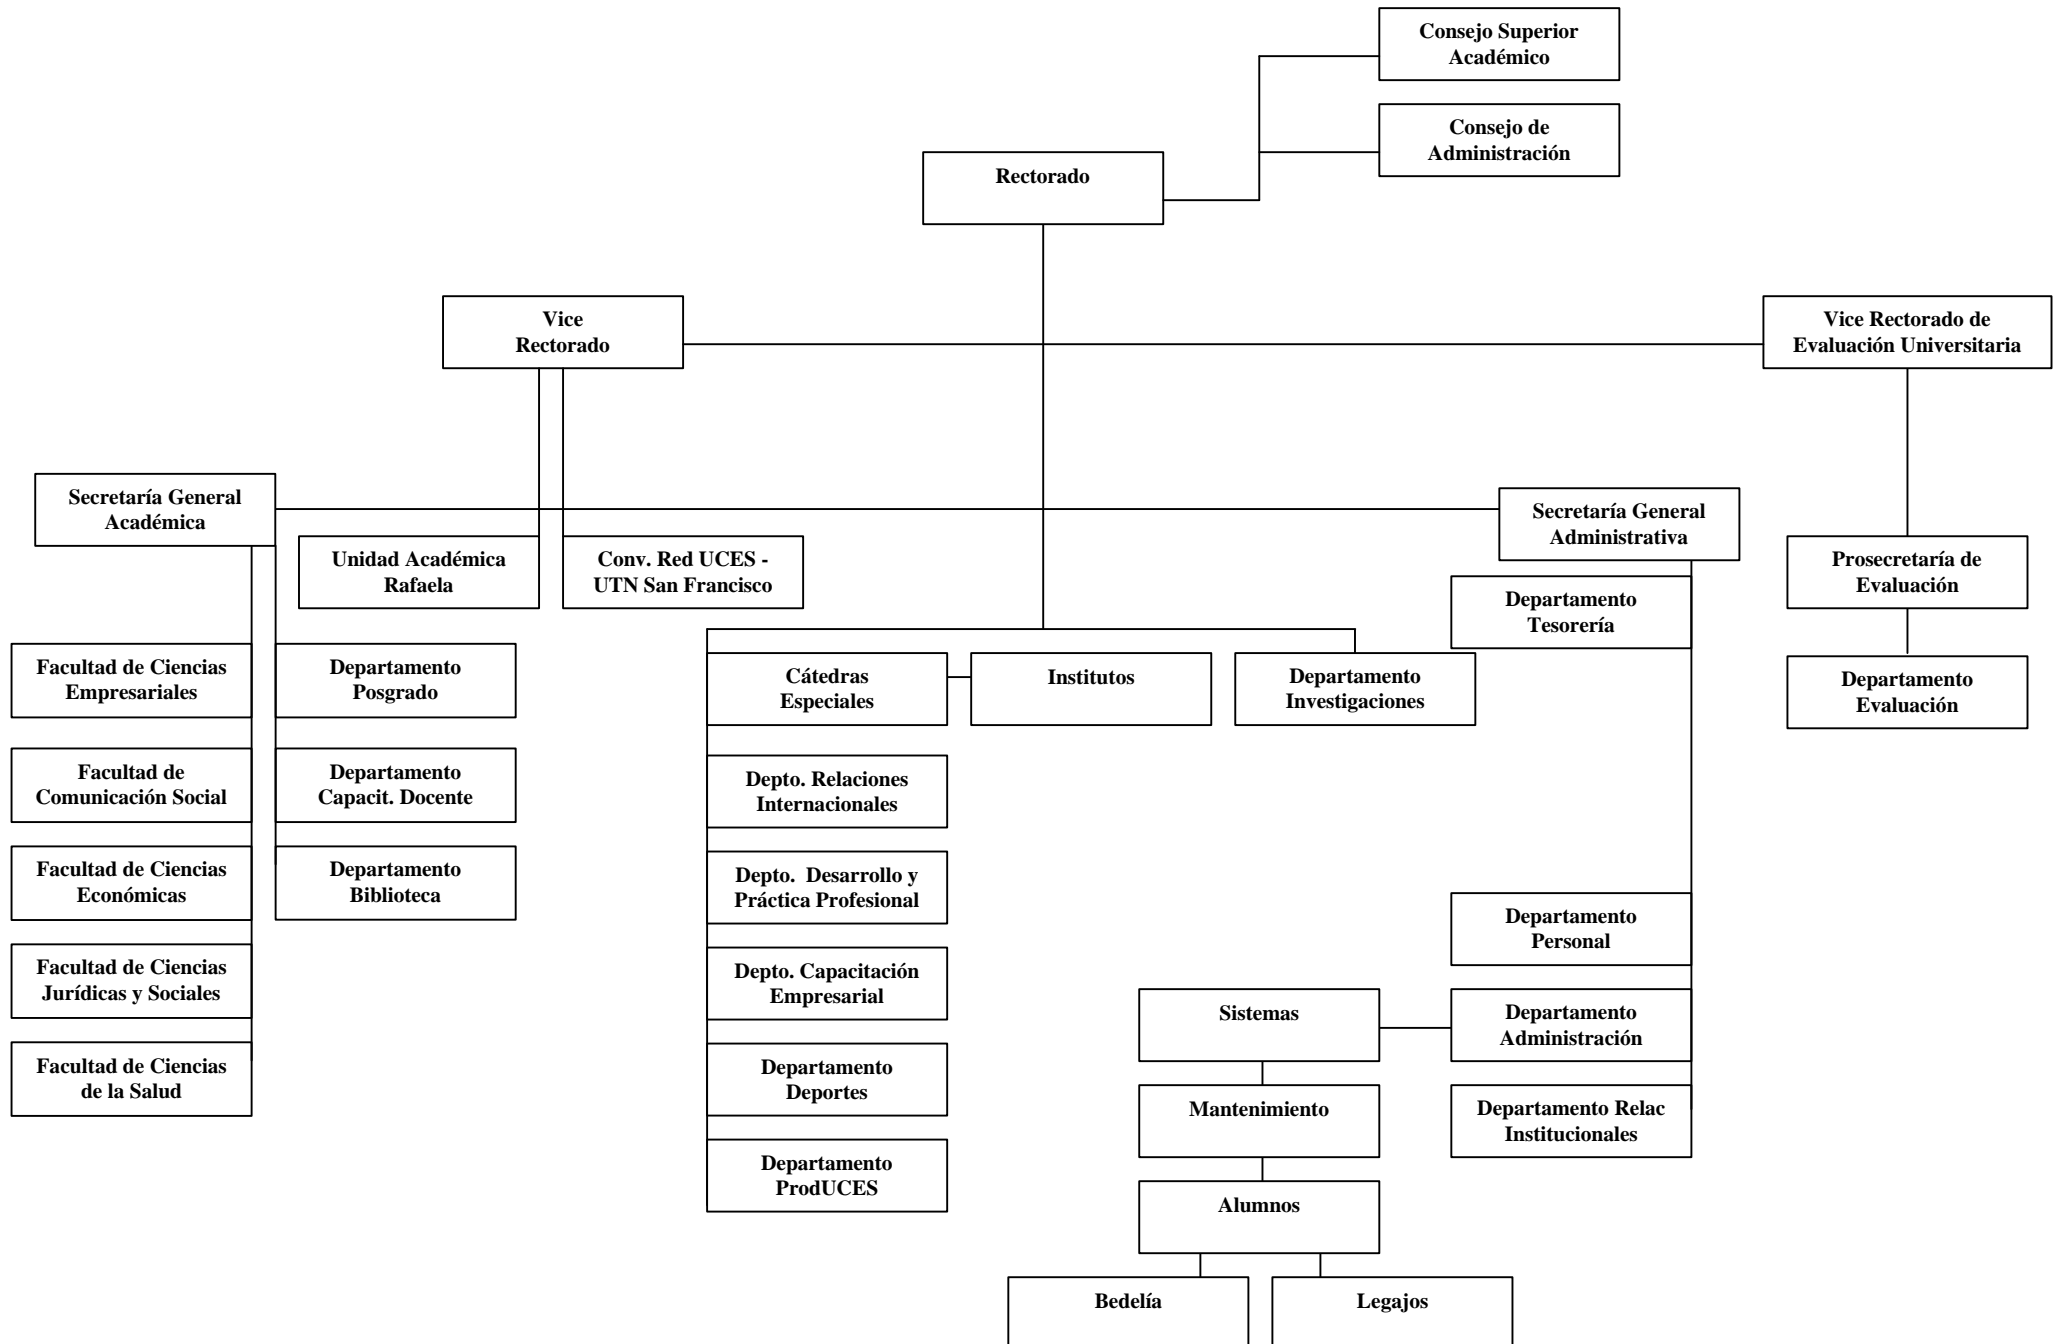 Consejo Superior
Académico
Consejo de
Administración
Rectorado
Vice
Rectorado
Vice Rectorado de
Evaluación Universitaria
Secretaría General
Académica
Secretaría General
Administrativa
Unidad Académica
Rafaela
Conv. Red UCES -
UTN San Francisco
Prosecretaría de
Evaluación
Departamento
Tesorería
Facultad de Ciencias
Empresariales
Departamento
Posgrado
Cátedras
Especiales
Institutos
Departamento
Investigaciones
Departamento
Evaluación
Facultad de
Comunicación Social
Departamento
Capacit. Docente
Depto. Relaciones
Internacionales
Facultad de Ciencias
Económicas
Departamento
Biblioteca
Depto. Desarrollo y
Práctica Profesional
Departamento
Personal
Facultad de Ciencias
Jurídicas y Sociales
Depto. Capacitación
Empresarial
Sistemas
Departamento
Administración
Facultad de Ciencias
de la Salud
Departamento
Deportes
Mantenimiento
Departamento Relac
Institucionales
Departamento
ProdUCES
Alumnos
Bedelía
Legajos